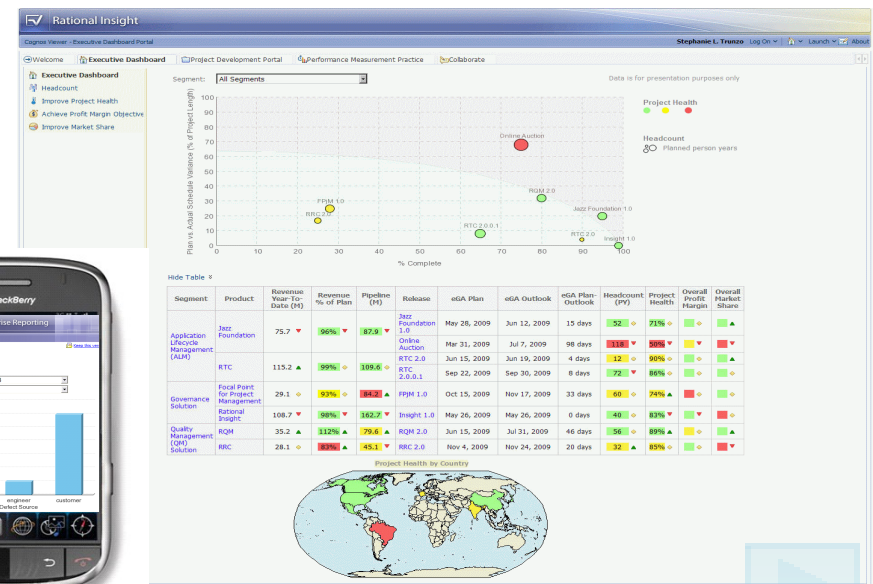 Rational Insight
Cognos Viewer - Executive Dashboard Portal
Stephanie L. Trunzo Log On Launch About
Welcome Executive Dashboard Project Development Portal Performance Measurement Practice Collaborate
Executive Dashboard
Headcount
Improve Project Health
Achieve Profit Margin Objective
Improve Market Share
Segment: All Segments
Data is for presentation purposes only
Plan vs. Actual Schedule Variance (% of Project Length)
100
90
80
70
60
50
40
30
20
10
0
Online Auction
RQM 2.0
FPJM 1.0
RRC 2.0
Jazz Foundation 1.0
RTC 2.0.0.1
RTC 2.0
Insight 1.0
0 10 20 30 40 50 60 70 80 90 100
% Complete
Project Health
Headcount
Planned person years
Hide Table
Segment Product Revenue Year-To-Date (M) Revenue % of Plan Pipeline (M) Release eGA Plan eGA Outlook eGA Plan-Outlook Headcount (PY) Project Health Overall Profit Margin Overall Market Share
Application Lifecycle Management (ALM) Jazz Foundation 75.7 96% 87.9 Jazz Foundation 1.0 May 28, 2009 Jun 12, 2009 15 days 52 71%
Online Auction Mar 31, 2009 Jul 7, 2009 98 days 118 50%
RTC 115.2 99% 109.6 RTC 2.0 Jun 15, 2009 Jun 19, 2009 4 days 12 90%
RTC 2.0.0.1 Sep 22, 2009 Sep 30, 2009 8 days 72 86%
Governance Solution Focal Point for Project Management 29.1 93% 84.2 FPJM 1.0 Oct 15, 2009 Nov 17, 2009 33 days 60 74%
Rational Insight 108.7 98% 162.7 Insight 1.0 May 26, 2009 May 26, 2009 0 days 40 83%
Quality Management (QM) Solution RQM 35.2 112% 79.6 RQM 2.0 Jun 15, 2009 Jul 31, 2009 46 days 56 89%
RRC 28.1 83% 45.1 RRC 2.0 Nov 4, 2009 Nov 24, 2009 20 days 32 85%
Project Health by Country
ckBerry
se Reporting
engineer customer
Defect Source